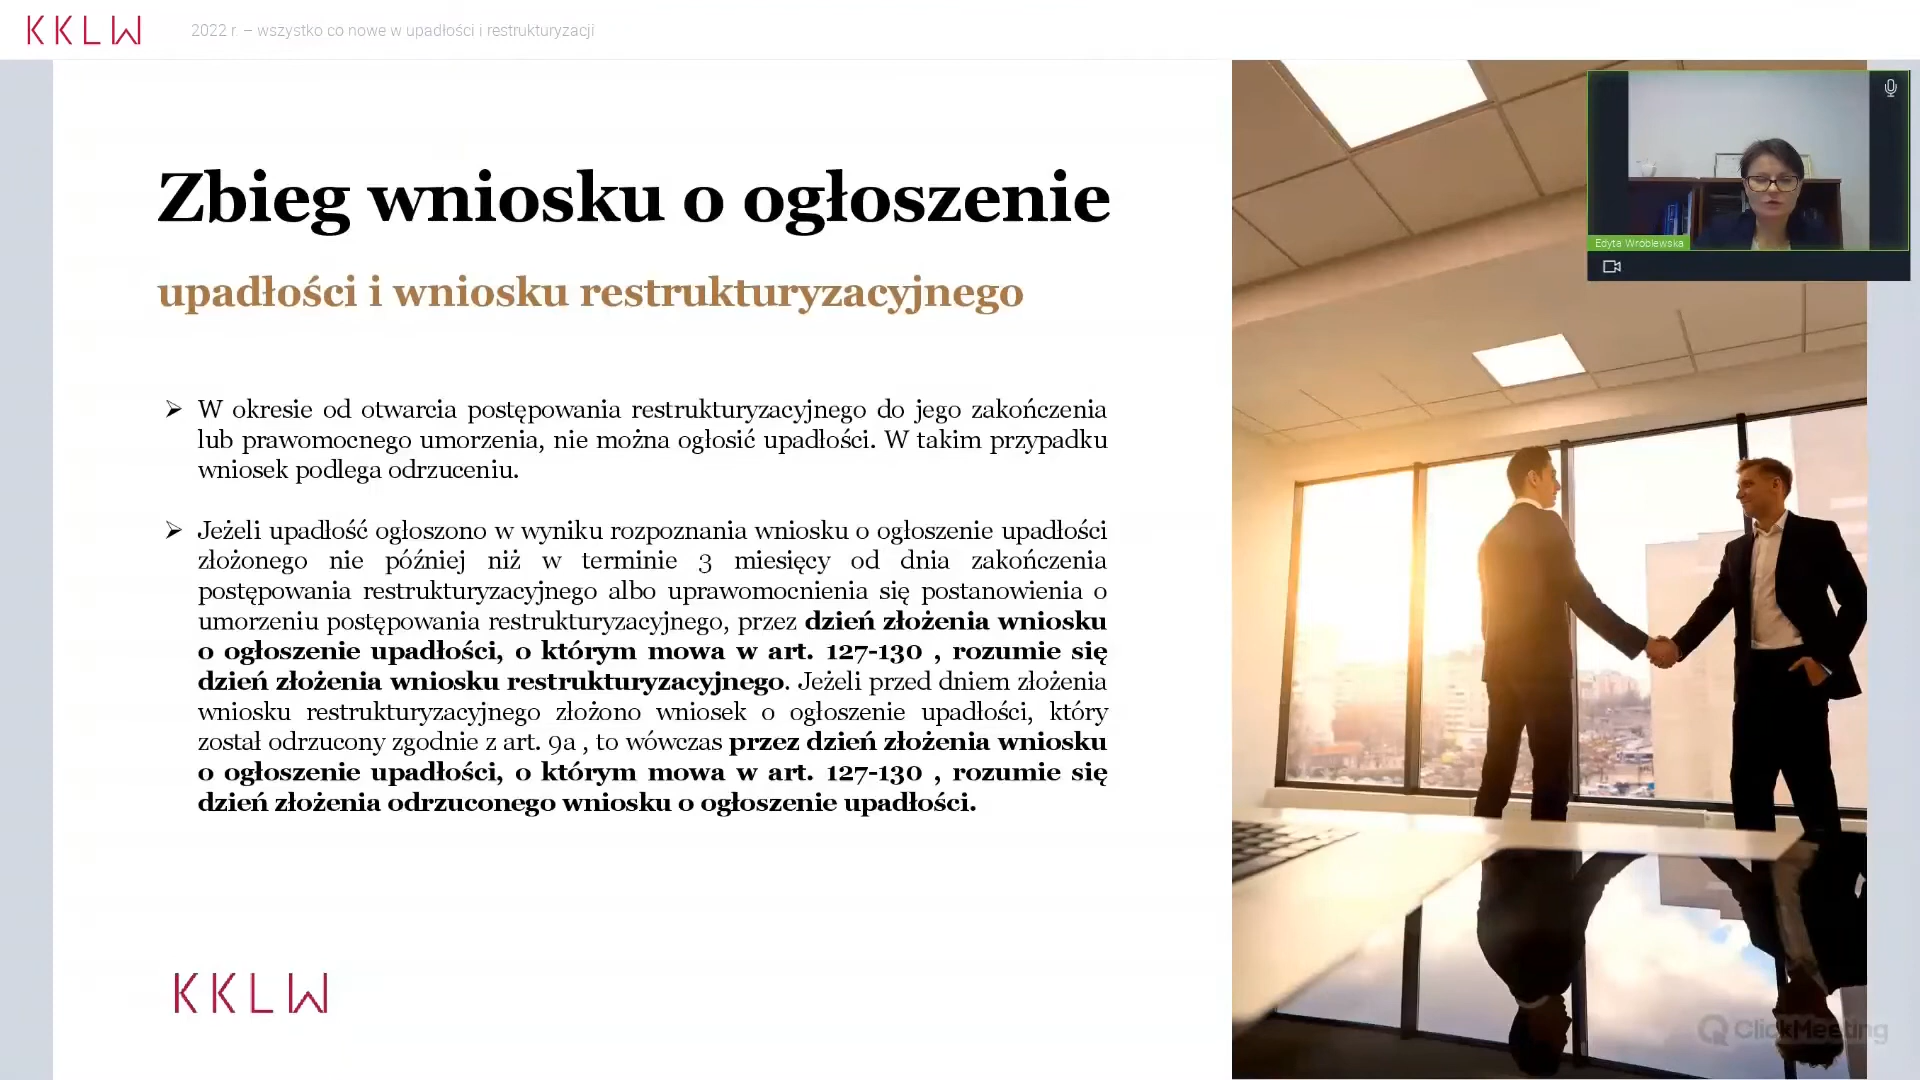 KKLW
2022 r. – wszystko co nowe w upadłości i restrukturyzacji
Zbieg wniosku o ogłoszenie
upadłości i wniosku restrukturyzacyjnego
➢ W okresie od otwarcia postępowania restrukturyzacyjnego do jego zakończenia
lub prawomocnego umorzenia, nie można ogłosić upadłości. W takim przypadku
wniosek podlega odrzuceniu.
➢ Jeżeli upadłość ogłoszono w wyniku rozpoznania wniosku o ogłoszenie upadłości
złożonego nie później niż w terminie 3 miesięcy od dnia zakończenia
postępowania restrukturyzacyjnego albo uprawomocnienia się postanowienia o
umorzeniu postępowania restrukturyzacyjnego, przez dzień złożenia wniosku
o ogłoszenie upadłości, o którym mowa w art. 127-130 , rozumie się
dzień złożenia wniosku restrukturyzacyjnego. Jeżeli przed dniem złożenia
wniosku restrukturyzacyjnego złożono wniosek o ogłoszenie upadłości, który
został odrzucony zgodnie z art. 9a , to wówczas przez dzień złożenia wniosku
o ogłoszenie upadłości, o którym mowa w art. 127-130 , rozumie się
dzień złożenia odrzuconego wniosku o ogłoszenie upadłości.
KKLW
Edyta Wróblewska
ClickMeeting